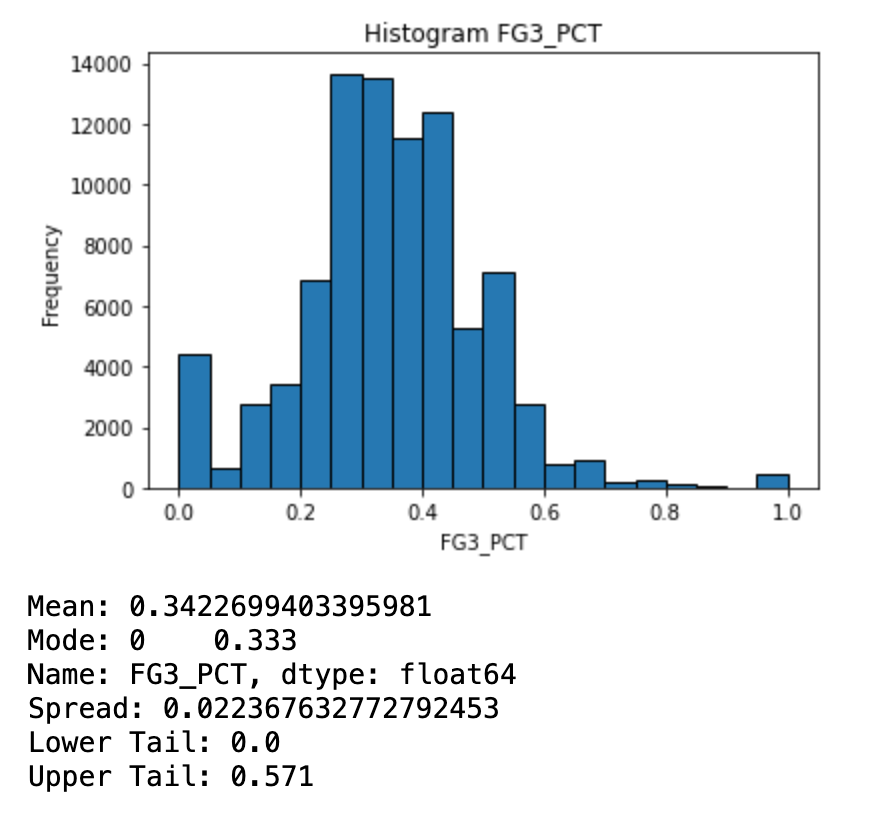 Histogram FG3_PCT
14000
12000
10000
8000
6000
4000
2000
0
Frequency
0.0 0.2 0.4 0.6 0.8 1.0
FG3_PCT
Mean: 0.3422699403395981
Mode: 0    0.333
Name: FG3_PCT, dtype: float64
Spread: 0.022367632772792453
Lower Tail: 0.0
Upper Tail: 0.571